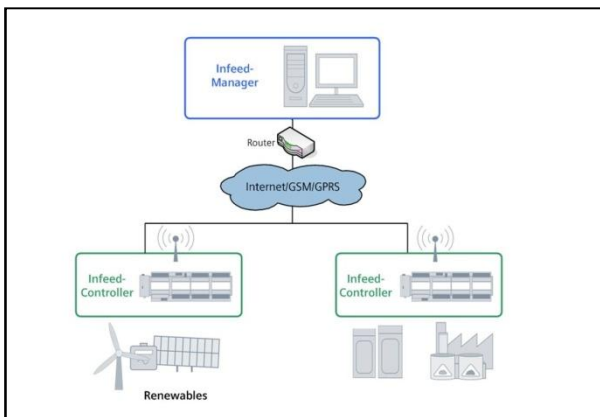 Infeed-
Manager
Router
Internet/GSM/GPRS
Infeed-
Controller
Infeed-
Controller
Renewables